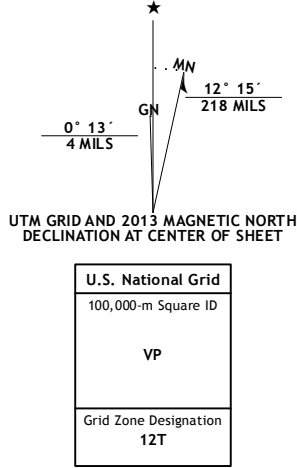 ★
MN
GN
12° 15´
218 MILS
0° 13´
4 MILS
UTM GRID AND 2013 MAGNETIC NORTH
DECLINATION AT CENTER OF SHEET
U.S. National Grid
100,000-m Square ID
VP
Grid Zone Designation
12T